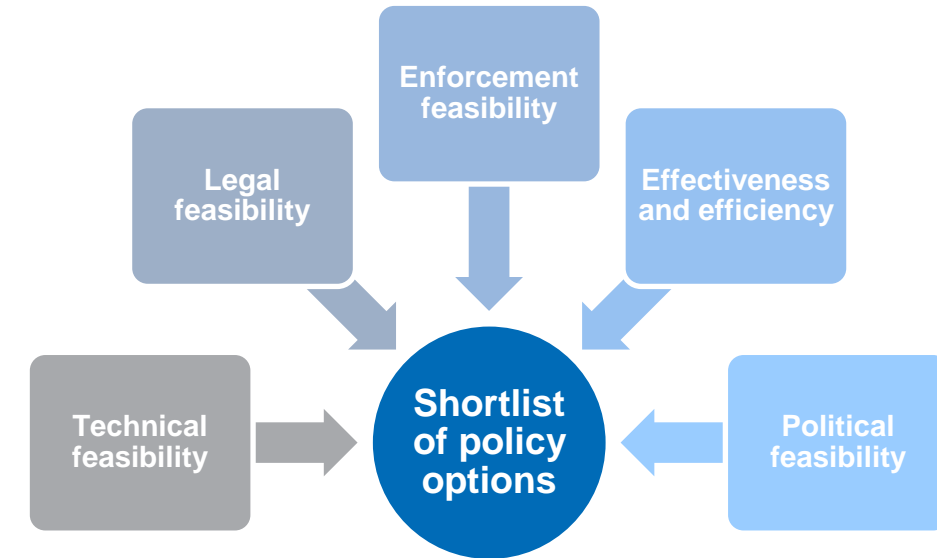 Enforcement
feasibility
Legal
feasibility
Effectiveness
and efficiency
Technical
feasibility
Shortlist
of policy
options
Political
feasibility